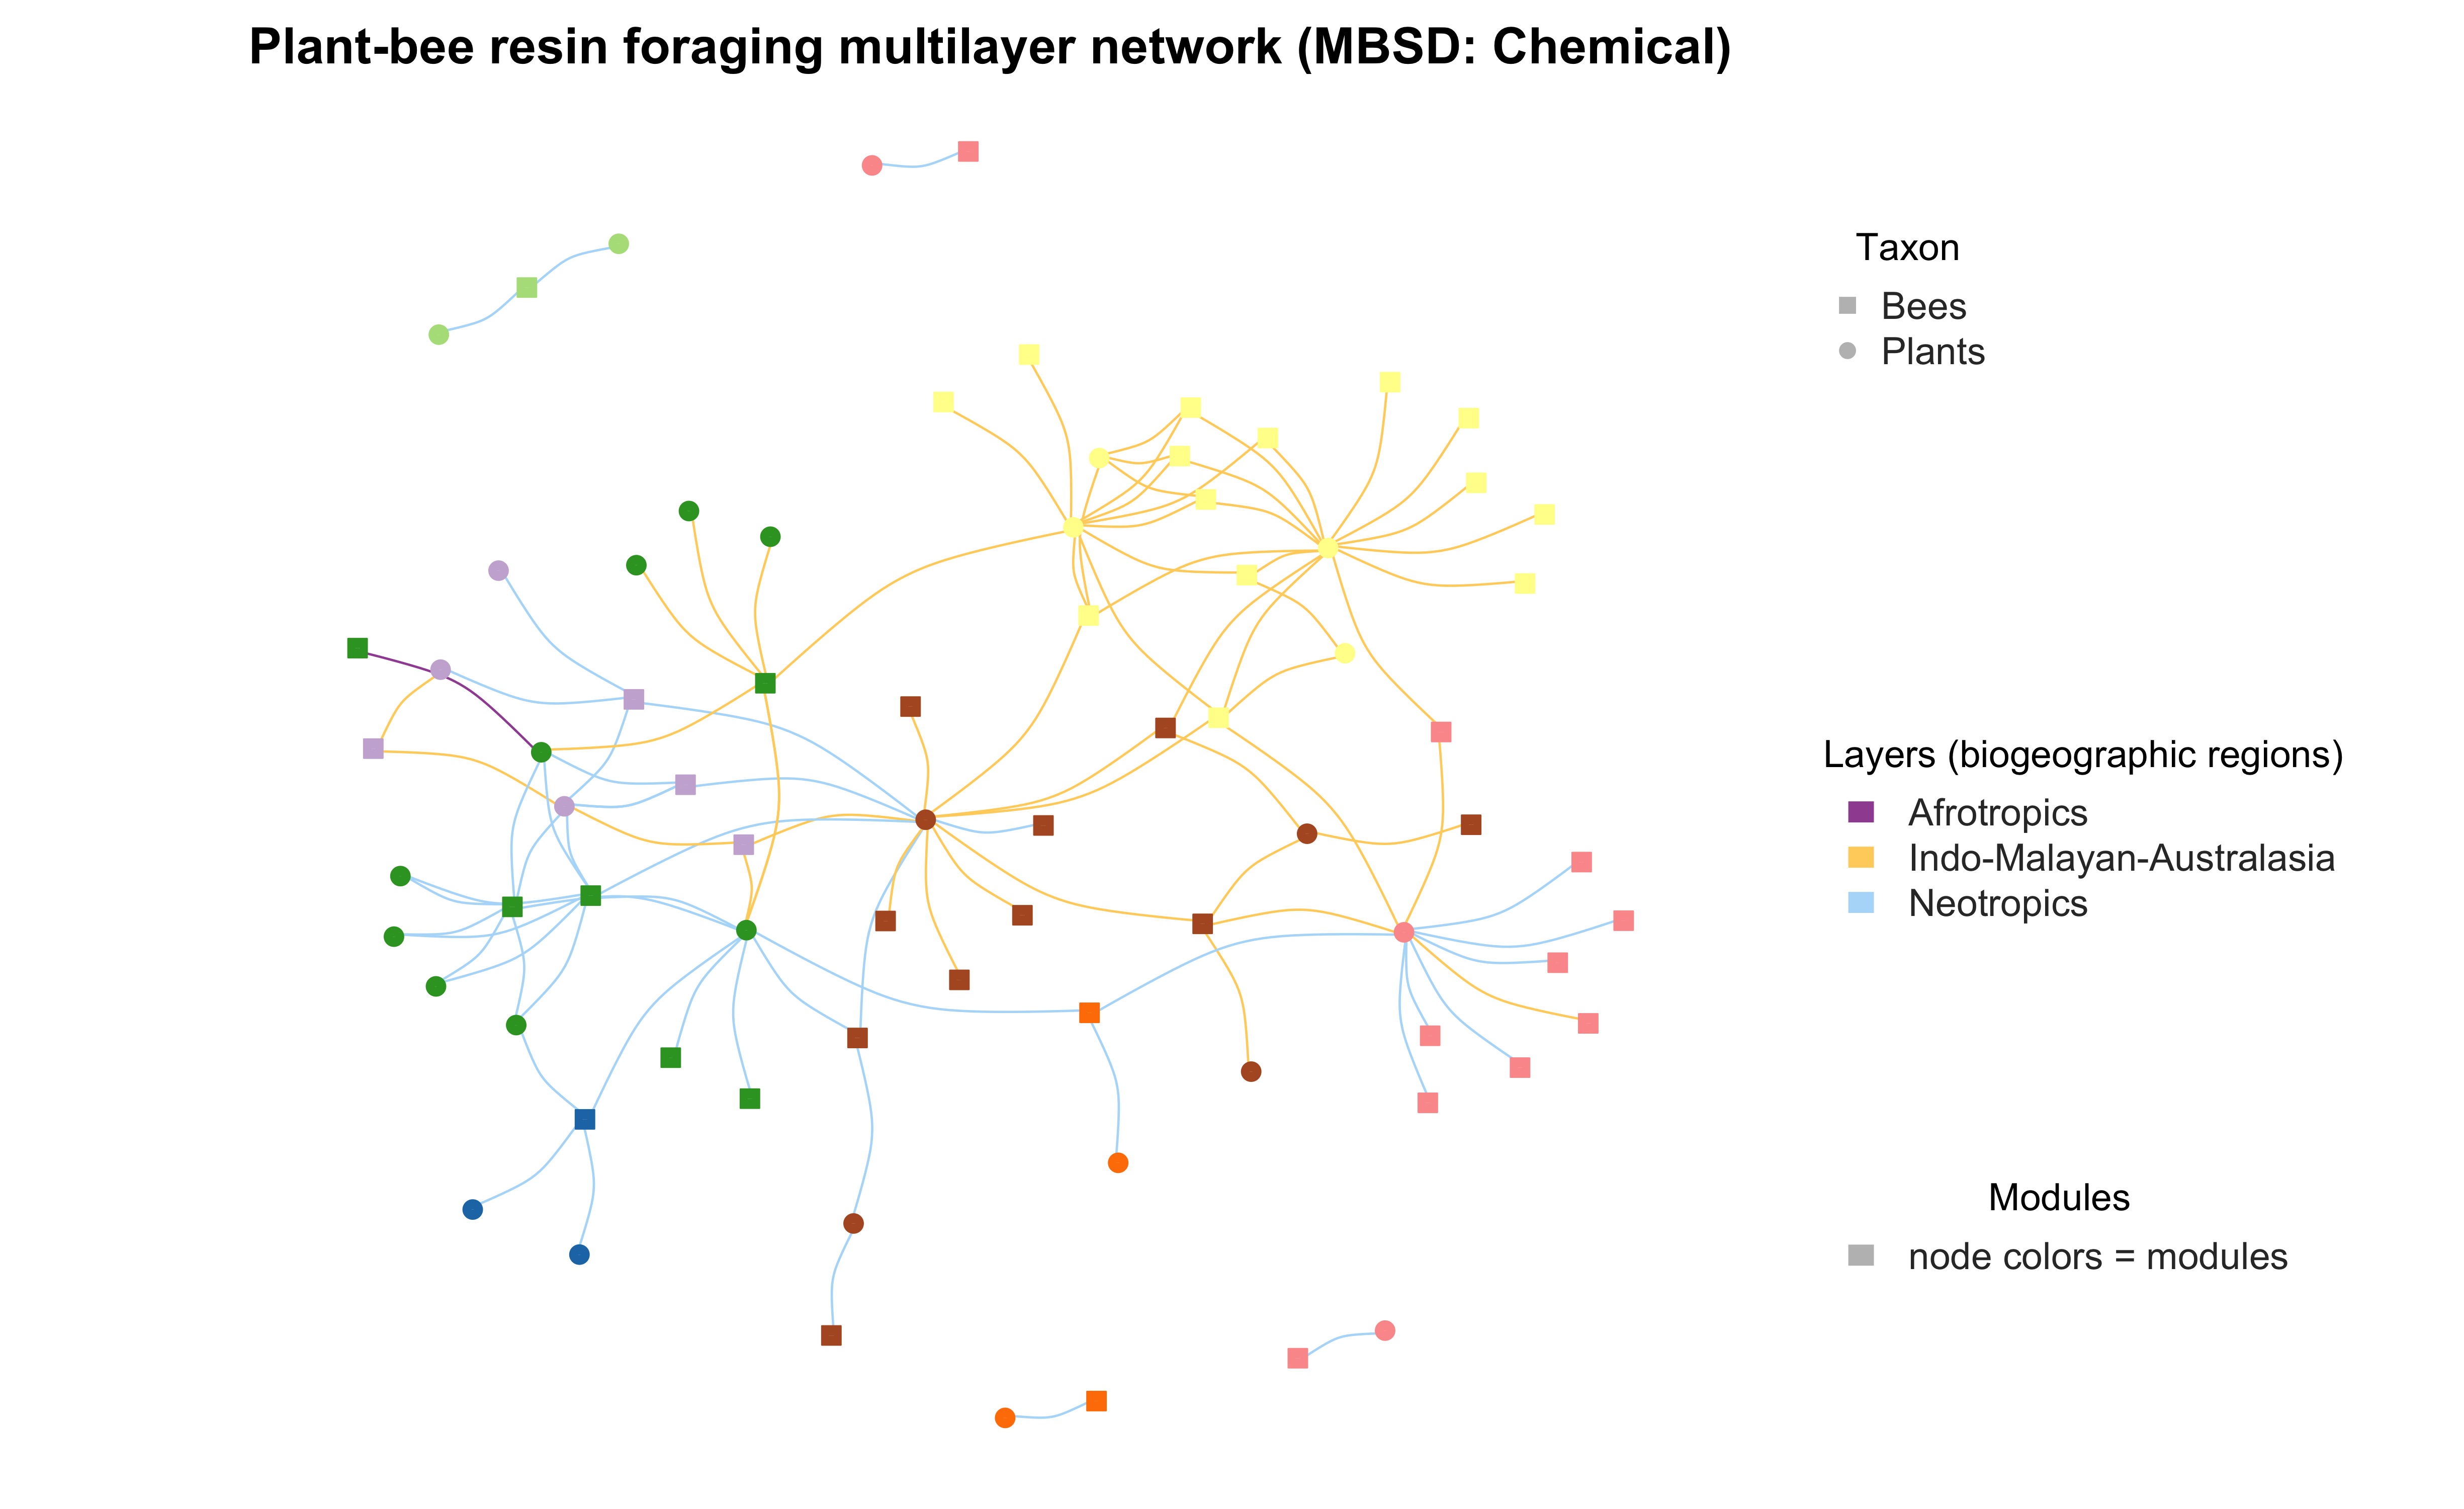 Plant-bee resin foraging multilayer network (MBSD: Chemical)
Taxon
Bees
Plants
Layers (biogeographic regions)
Afrotropics
Indo-Malayan-Australasia
Neotropics
Modules
node colors = modules